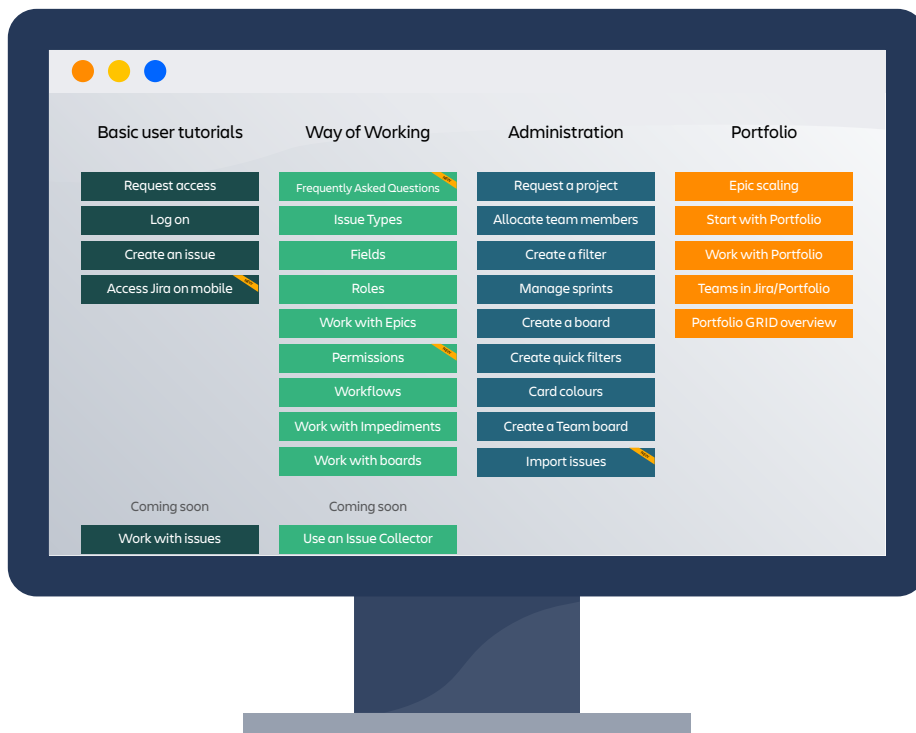 Basic user tutorials
Request access
Log on
Create an issue
Access Jira on mobile
Coming soon
Work with issues
Way of Working
Frequently Asked Questions
Issue Types
Fields
Roles
Work with Epics
Permissions
Workflows
Work with Impediments
Work with boards
Coming soon
Use an Issue Collector
Administration
Request a project
Allocate team members
Create a filter
Manage sprints
Create a board
Create quick filters
Card colours
Create a Team board
Import issues
Portfolio
Epic scaling
Start with Portfolio
Work with Portfolio
Teams in Jira/Portfolio
Portfolio GRID overview